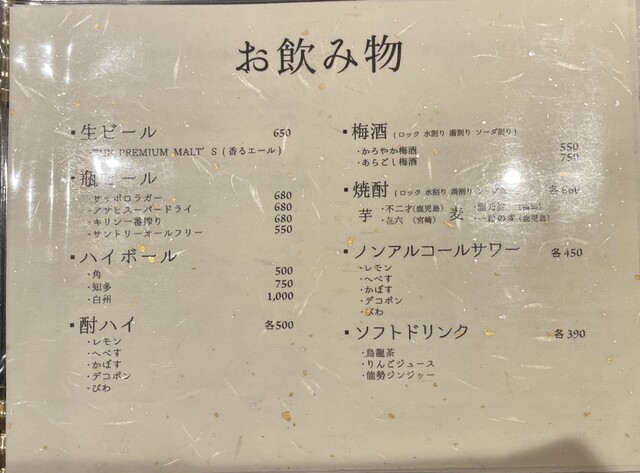 お飲み物
・生ビール 650
・THE PREMIUM MALT'S(香るエール)
・瓶ビール
・サッポロラガー 680
・アサヒスーパードライ 680
・キリン一番搾り 680
・サントリーオールフリー 550
・ハイボール
・角 500
・知多 750
・白州 1,000
・酎ハイ 各500
・レモン
・へべす
・かぼす
・デコポン
・びわ
・梅酒 (ロック 水割り 湯割り ソーダ割り)
・かろやか梅酒 550
・あらごし梅酒 750
・焼酎 (ロック 水割り 湯割り ソーダ割り) 各
芋 ・不二才(鹿児島) 麦
・㐂六 (宮崎) (鹿児島)
・ノンアルコールサワー 各450
・レモン
・へべす
・かぼす
・デコポン
・びわ
・ソフトドリンク 各390
・烏龍茶
・りんごジュース
・能勢ジンジャー